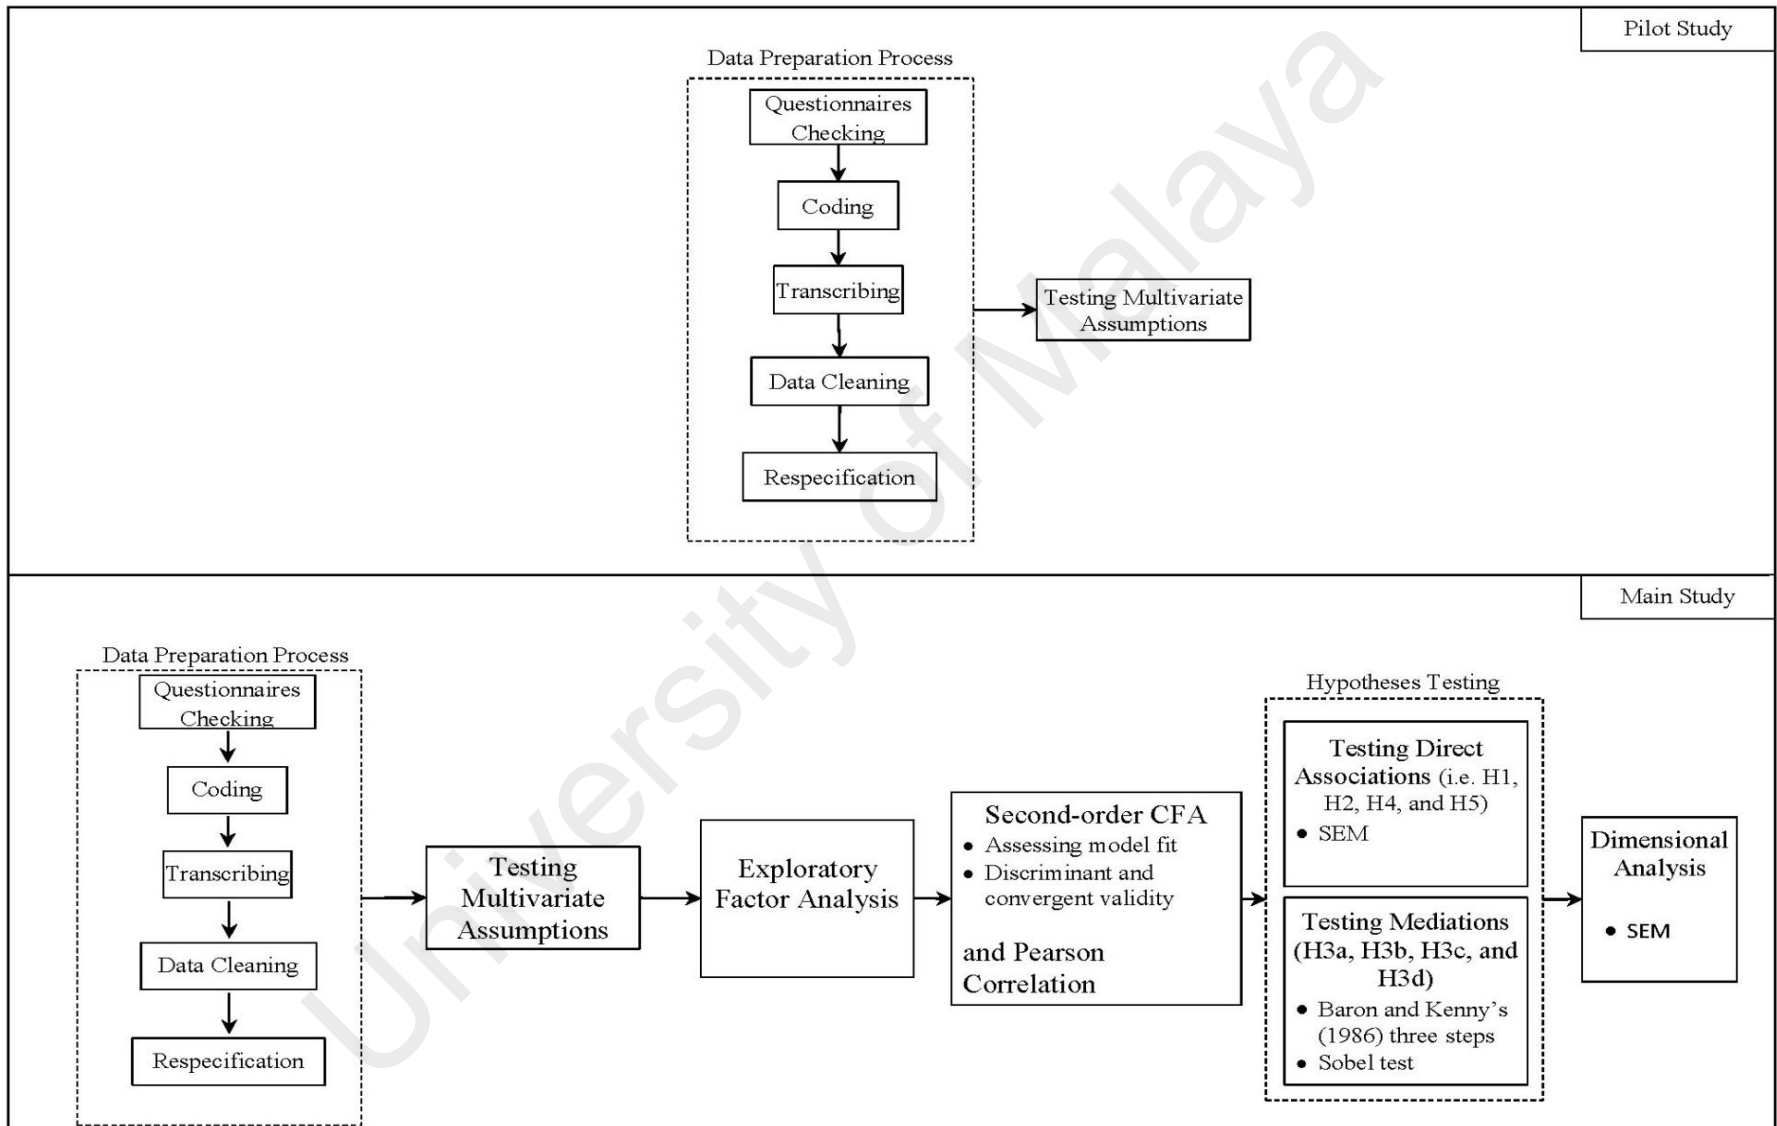 Pilot Study
Data Preparation Process
Questionnaires
Checking
Coding
Transcribing
Data Cleaning
Respecification
Testing Multivariate
Assumptions
Main Study
Data Preparation Process
Questionnaires
Checking
Coding
Transcribing
Data Cleaning
Respecification
Testing
Multivariate
Assumptions
Exploratory
Factor Analysis
Second-order CFA
• Assessing model fit
• Discriminant and
convergent validity
and Pearson
Correlation
Hypotheses Testing
Testing Direct
Associations (i.e. H1,
H2, H4, and H5)
• SEM
Testing Mediations
(H3a, H3b, H3c, and
H3d)
• Baron and Kenny’s
(1986) three steps
• Sobel test
Dimensional
Analysis
• SEM
University of Malaya